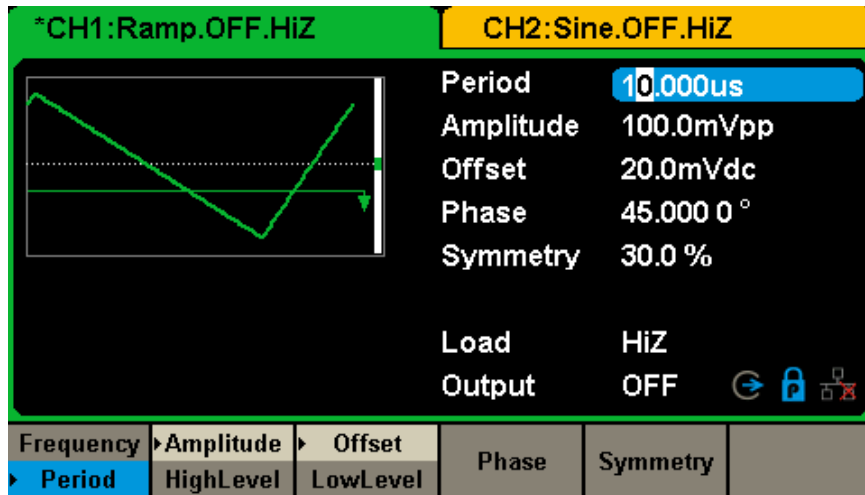 *CH1:Ramp.OFF.HiZ
CH2:Sine.OFF.HiZ
Period 10.000us
Amplitude 100.0mVpp
Offset 20.0mVdc
Phase 45.000 0 °
Symmetry 30.0 %
Load HiZ
Output OFF
P
Frequency Amplitude Offset
Period HighLevel LowLevel
Phase
Symmetry